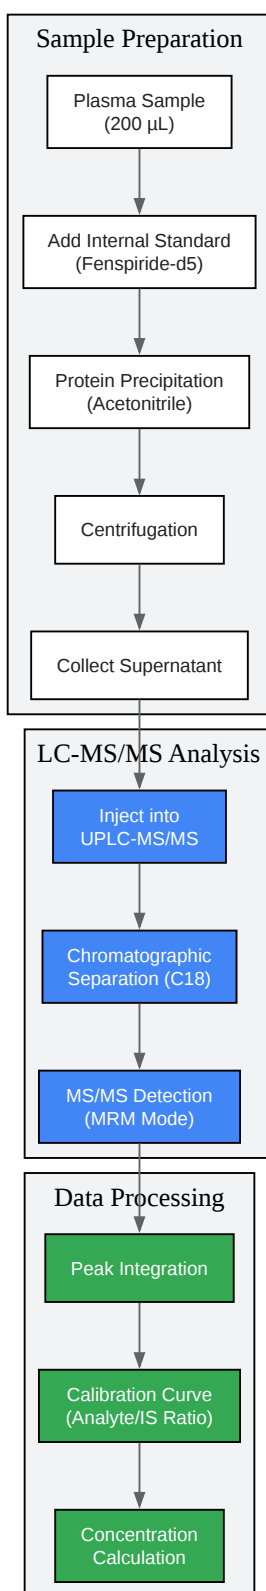 Sample Preparation
Plasma Sample
(200 µL)
Add Internal Standard
(Fenspiride-d5)
Protein Precipitation
(Acetonitrile)
Centrifugation
Collect Supernatant
LC-MS/MS Analysis
Inject into
UPLC-MS/MS
Chromatographic
Separation (C18)
MS/MS Detection
(MRM Mode)
Data Processing
Peak Integration
Calibration Curve
(Analyte/IS Ratio)
Concentration
Calculation